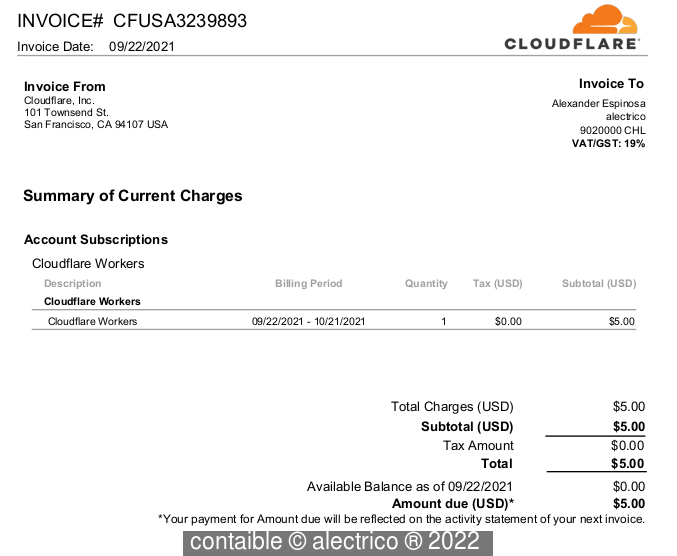 INVOICE# CFUSA3239893
Invoice Date: 09/22/2021
CLOUDFLARE
Invoice From
Cloudflare, Inc.
101 Townsend St.
San Francisco, CA 94107 USA
Invoice To
Alexander Espinosa
alectrico
9020000 CHL
VAT/GST: 19%
Summary of Current Charges
Account Subscriptions
Cloudflare Workers
Description Billing Period Quantity Tax (USD) Subtotal (USD)
Cloudflare Workers
Cloudflare Workers 09/22/2021 - 10/21/2021 1 $0.00 $5.00
Total Charges (USD) $5.00
Subtotal (USD) $5.00
Tax Amount $0.00
Total $5.00
Available Balance as of 09/22/2021 $0.00
Amount due (USD)* $5.00
*Your payment for Amount due will be reflected on the activity statement of your next invoice.
contaible © alectrico ® 2022